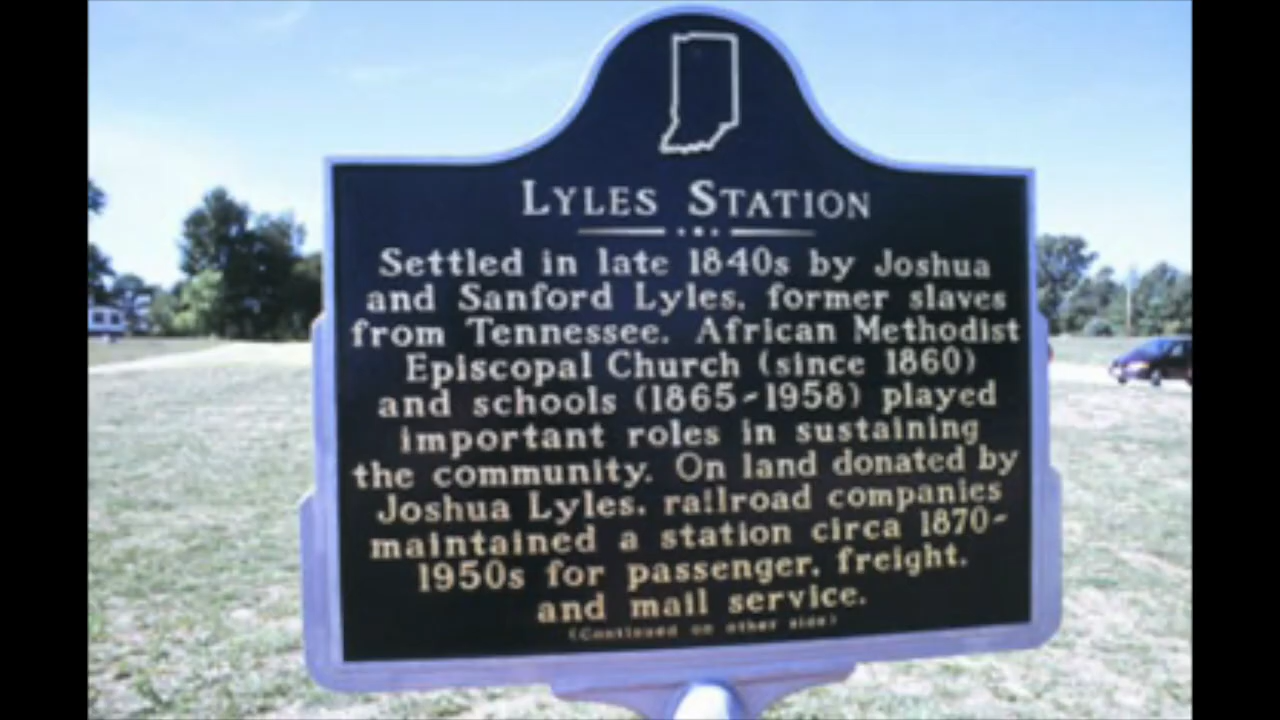 LYLES STATION
Settled in late 1840s by Joshua
and Sanford Lyles, former slaves
from Tennessee. African Methodist
Episcopal Church (since 1860)
and schools (1865-1958) played
important roles in sustaining
the community. On land donated by
Joshua Lyles, railroad companies
maintained a station circa 1870-
1950s for passenger, freight,
and mail service.
(Continued on other side)